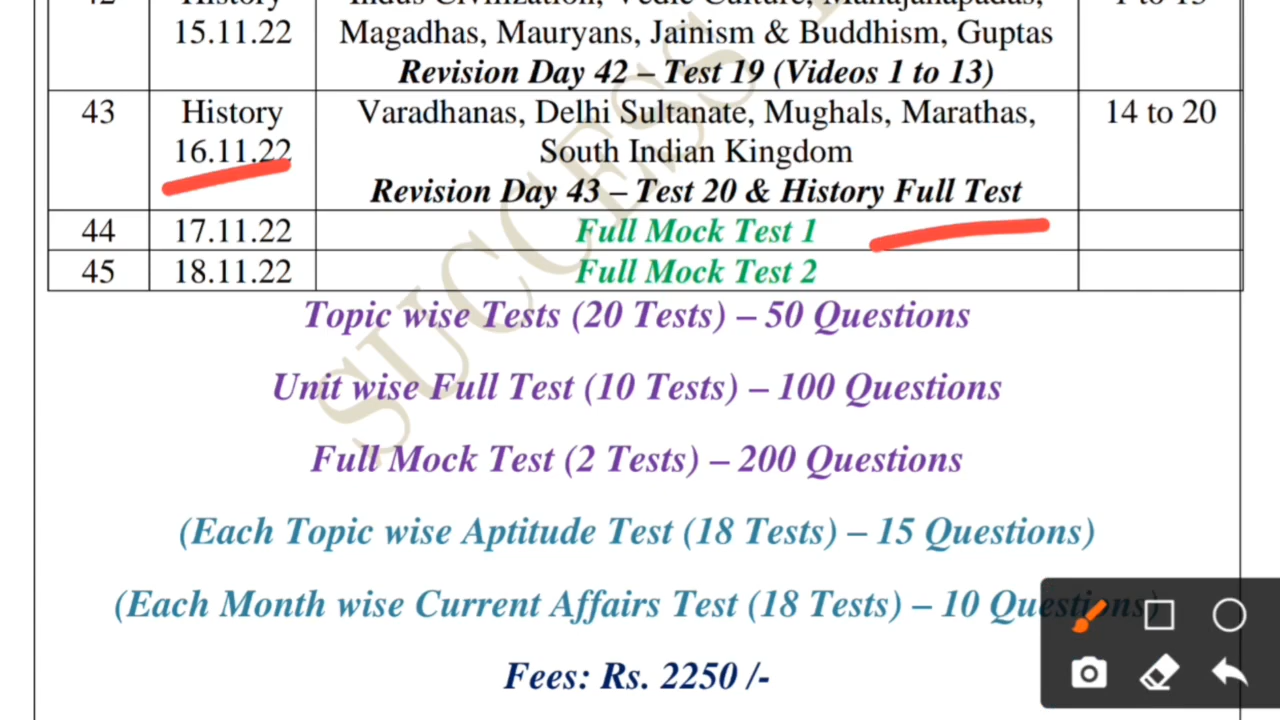 15.11.22 Magadhas, Mauryans, Jainism & Buddhism, Guptas
Revision Day 42 – Test 19 (Videos 1 to 13)
43 History Varadhanas, Delhi Sultanate, Mughals, Marathas, 14 to 20
16.11.22 South Indian Kingdom
Revision Day 43 – Test 20 & History Full Test
44 17.11.22 Full Mock Test 1
45 18.11.22 Full Mock Test 2
Topic wise Tests (20 Tests) – 50 Questions
Unit wise Full Test (10 Tests) – 100 Questions
Full Mock Test (2 Tests) – 200 Questions
(Each Topic wise Aptitude Test (18 Tests) – 15 Questions)
(Each Month wise Current Affairs Test (18 Tests) – 10 Questions)
Fees: Rs. 2250 /-
SUCCESS